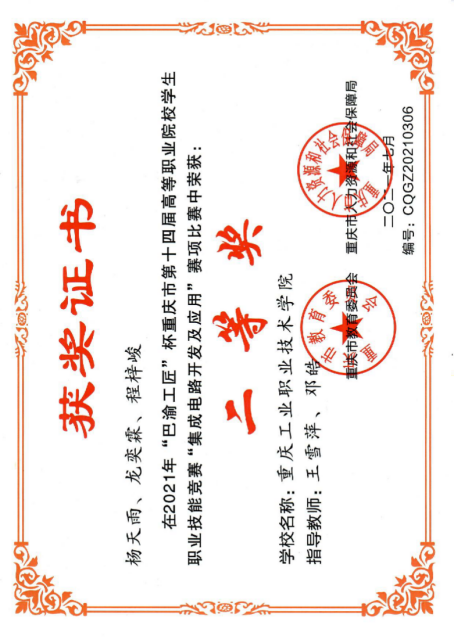 获奖证书
杨天雨、龙奕霖、程梓峻
在2021年“巴渝工匠”杯重庆市第十四届高等职业院校学生
职业技能竞赛“集成电路开发及应用”赛项比赛中荣获：
二等奖
学校名称：重庆工业职业技术学院
指导教师：王雪萍、邓皓
重庆市教育委员会
重庆市人力资源和社会保障局
二〇二一年七月
编号：CQGZ20210306